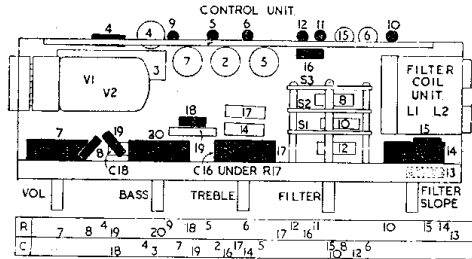 CONTROL UNIT.
4 4 9 5 6 12 11 15 6 10
V1 V2 3 7 2 5 16 S3 FILTER COIL UNIT. L1 L2
18 17 S2 8
7 19 20 14 S1 10 15
8 19 17 12 14
C18 C16 UNDER R17 13
VOL BASS TREBLE FILTER FILTER SLOPE
R 7 8 4 19 20 9 18 5 6 17 12 16 11 10 15 14 13
C 18 4 3 7 19 2 16 17 14 5 15 8 10 12 6